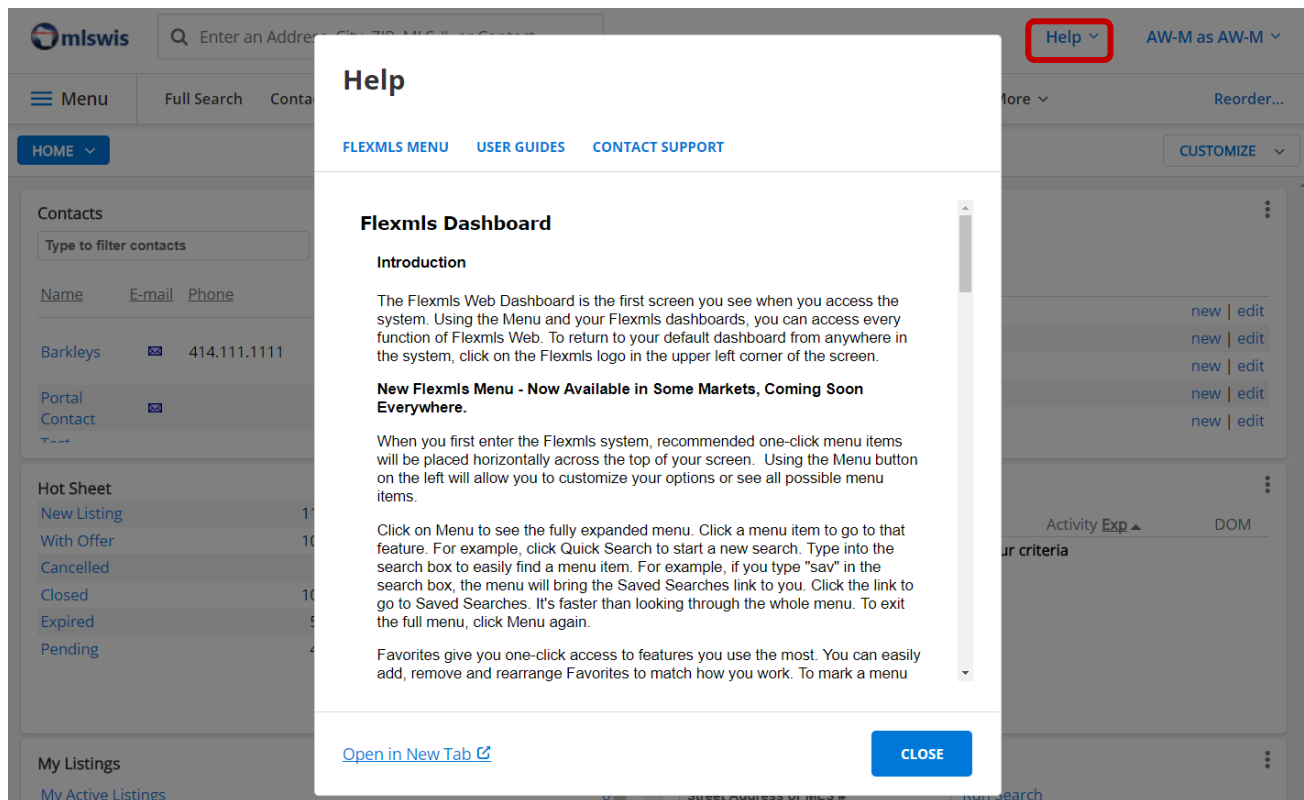 mlswis
Enter an Address, City, ZIP, MLS #, or Contact
Help
AW-M as AW-M
Menu
Full Search
Conta
More
Reorder...
HOME
CUSTOMIZE
Help
FLEXMLS MENU
USER GUIDES
CONTACT SUPPORT
Flexmls Dashboard
Introduction
The Flexmls Web Dashboard is the first screen you see when you access the
system. Using the Menu and your Flexmls dashboards, you can access every
function of Flexmls Web. To return to your default dashboard from anywhere in
the system, click on the Flexmls logo in the upper left corner of the screen.
New Flexmls Menu - Now Available in Some Markets, Coming Soon
Everywhere.
When you first enter the Flexmls system, recommended one-click menu items
will be placed horizontally across the top of your screen.  Using the Menu button
on the left will allow you to customize your options or see all possible menu
items.
Click on Menu to see the fully expanded menu. Click a menu item to go to that
feature. For example, click Quick Search to start a new search. Type into the
search box to easily find a menu item. For example, if you type "sav" in the
search box, the menu will bring the Saved Searches link to you. Click the link to
go to Saved Searches. It's faster than looking through the whole menu. To exit
the full menu, click Menu again.
Favorites give you one-click access to features you use the most. You can easily
add, remove and rearrange Favorites to match how you work. To mark a menu
Open in New Tab
CLOSE
Contacts
Type to filter contacts
Name E-mail Phone
Barkleys 414.111.1111
Portal
Contact
Test
Hot Sheet
New Listing 11
With Offer 10
Cancelled
Closed 10
Expired
Pending
My Listings
My Active Listings
new | edit
new | edit
new | edit
new | edit
new | edit
Activity Exp DOM
ur criteria
Street Address or MLS #
Run Search